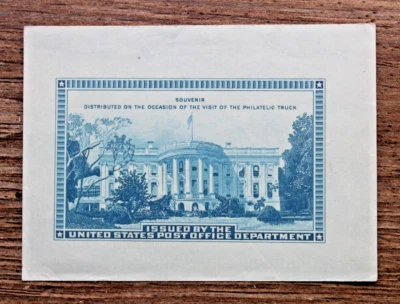 SOUVENIR
DISTRIBUTED ON THE OCCASION OF THE VISIT OF THE PHILATELIC TRUCK
ISSUED BY THE
UNITED STATES POST OFFICE DEPARTMENT